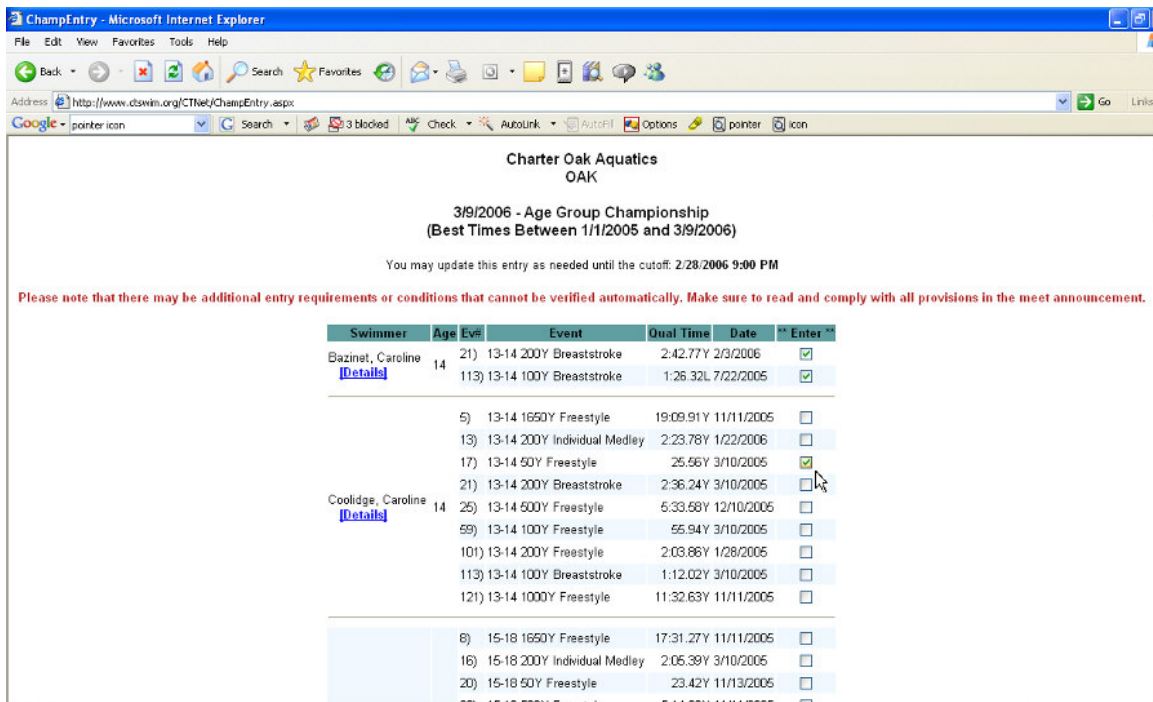 ChampEntry - Microsoft Internet Explorer
File Edit View Favorites Tools Help
Back Search Favorites
Address http://www.ctswim.org/CTNet/ChampEntry.aspx Go Links
Google - pointer icon Search 3 blocked ABC Check AutoLink AutoFill Options pointer icon
Charter Oak Aquatics
OAK
3/9/2006 - Age Group Championship
(Best Times Between 1/1/2005 and 3/9/2006)
You may update this entry as needed until the cutoff: 2/28/2006 9:00 PM
Please note that there may be additional entry requirements or conditions that cannot be verified automatically. Make sure to read and comply with all provisions in the meet announcement.
Swimmer Age Ev# Event Qual Time Date ** Enter **
Bazinet, Caroline [Details] 14
21) 13-14 200Y Breaststroke 2:42.77Y 2/3/2006
113) 13-14 100Y Breaststroke 1:26.32L 7/22/2005
Coolidge, Caroline [Details] 14
5) 13-14 1650Y Freestyle 19:09.91Y 11/11/2005
13) 13-14 200Y Individual Medley 2:23.78Y 1/22/2006
17) 13-14 50Y Freestyle 25.56Y 3/10/2005
21) 13-14 200Y Breaststroke 2:36.24Y 3/10/2005
25) 13-14 500Y Freestyle 5:33.58Y 12/10/2005
59) 13-14 100Y Freestyle 55.94Y 3/10/2005
101) 13-14 200Y Freestyle 2:03.86Y 1/28/2005
113) 13-14 100Y Breaststroke 1:12.02Y 3/10/2005
121) 13-14 1000Y Freestyle 11:32.63Y 11/11/2005
8) 15-18 1650Y Freestyle 17:31.27Y 11/11/2005
16) 15-18 200Y Individual Medley 2:05.39Y 3/10/2005
20) 15-18 50Y Freestyle 23.42Y 11/13/2005